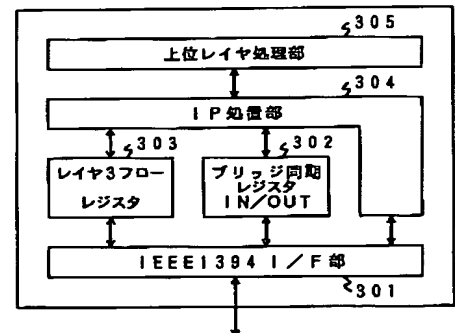 305
上位レイヤ処理部
304
IP処置部
303
302
レイヤ3フロー
レジスタ
ブリッジ同期
レジスタ
IN/OUT
IEEE1394 I/F部
301